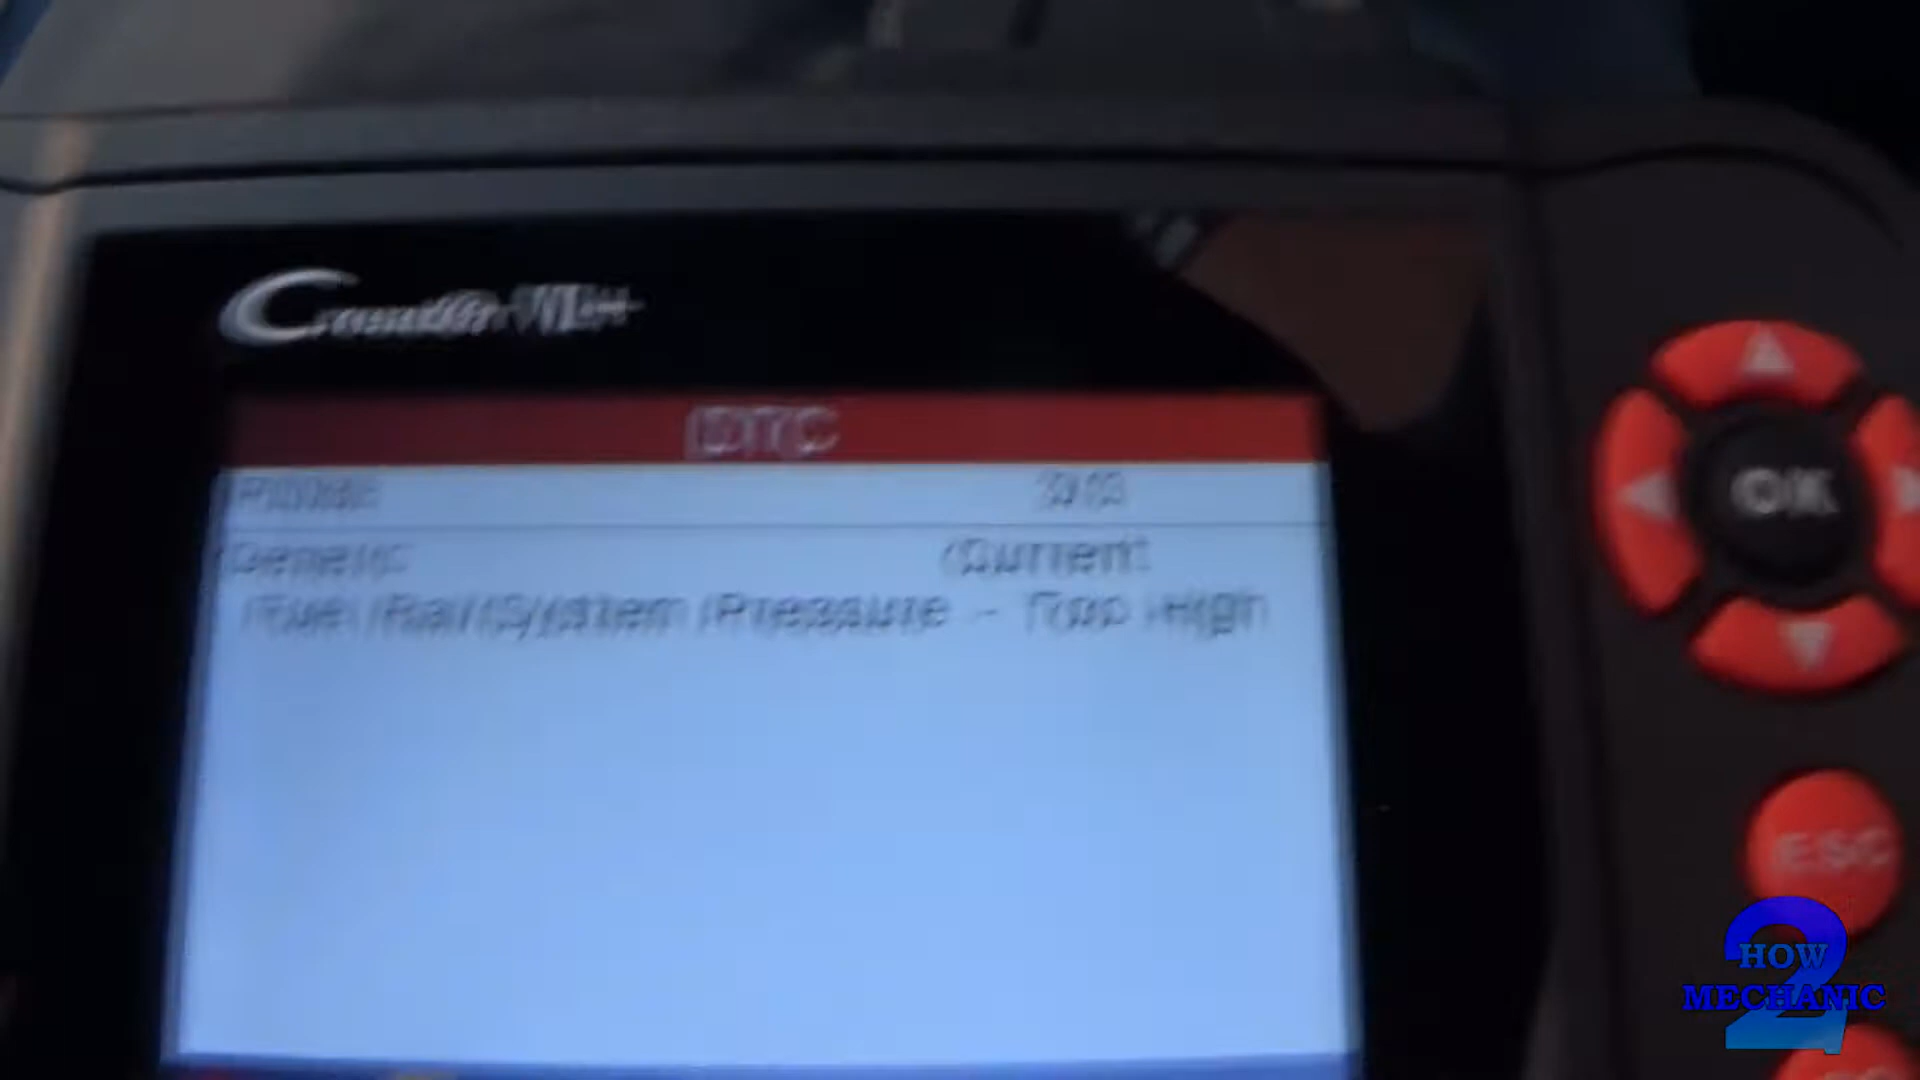 DTC
Generic Current
Fuel Rail/System Pressure - Too High
OK
ESC
2
HOW
MECHANIC